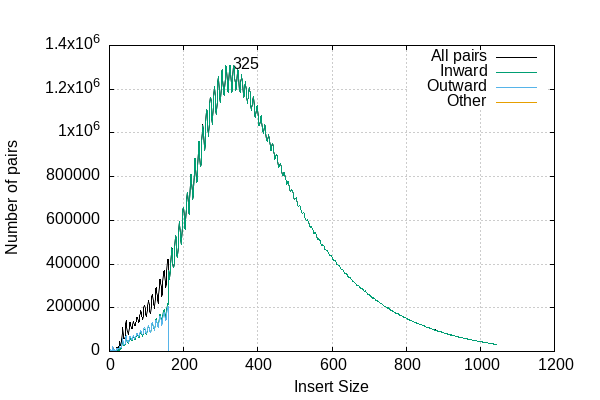 1.4x10⁶
1.2x10⁶
1x10⁶
800000
600000
400000
200000
0
Number of pairs
325
All pairs
Inward
Outward
Other
0 200 400 600 800 1000 1200
Insert Size